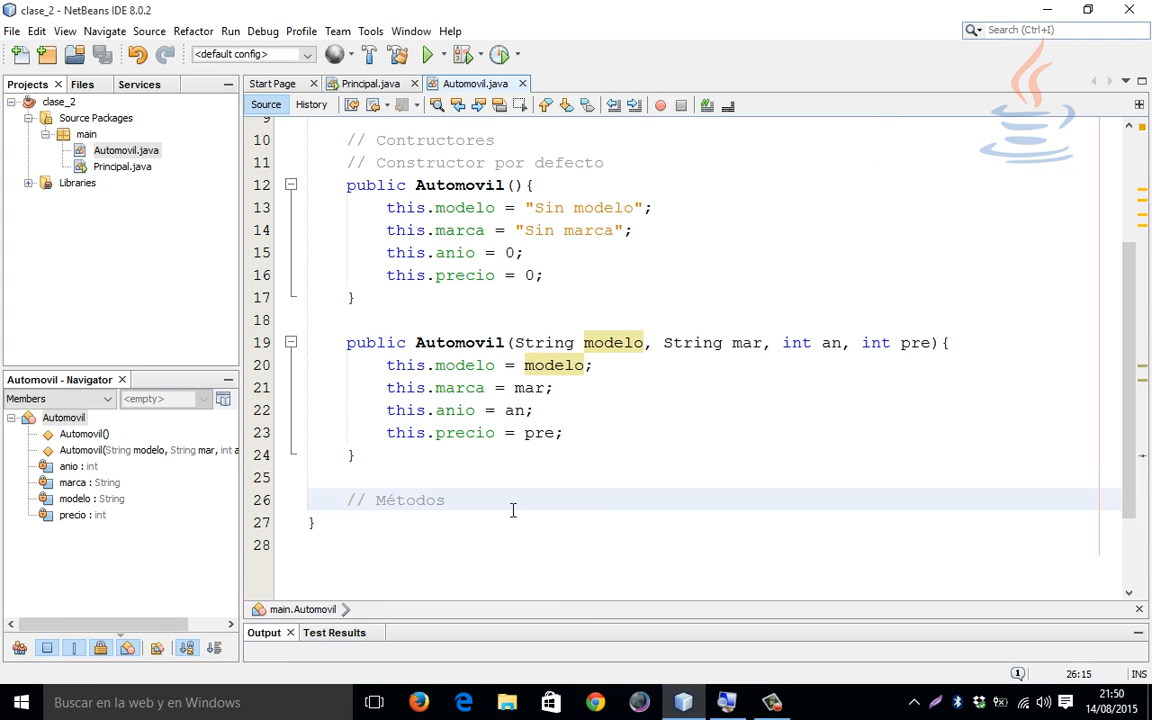 clase_2 - NetBeans IDE 8.0.2
File Edit View Navigate Source Refactor Run Debug Profile Team Tools Window Help
Search (Ctrl+I)
<default config>
Projects Files Services
Start Page Principal.java Automovil.java
clase_2
Source Packages
main
Automovil.java
Principal.java
Libraries
Source History
9
10 // Contructores
11 // Constructor por defecto
12 public Automovil(){
13 this.modelo = "Sin modelo";
14 this.marca = "Sin marca";
15 this.anio = 0;
16 this.precio = 0;
17 }
18
19 public Automovil(String modelo, String mar, int an, int pre){
20 this.modelo = modelo;
21 this.marca = mar;
22 this.anio = an;
23 this.precio = pre;
24 }
25
26 // Métodos
27 }
28
Automovil - Navigator
Members <empty>
Automovil
Automovil()
Automovil(String modelo, String mar, int a
anio : int
marca : String
modelo : String
precio : int
main.Automovil
Output Test Results
26:15 INS
Buscar en la web y en Windows
21:50
14/08/2015